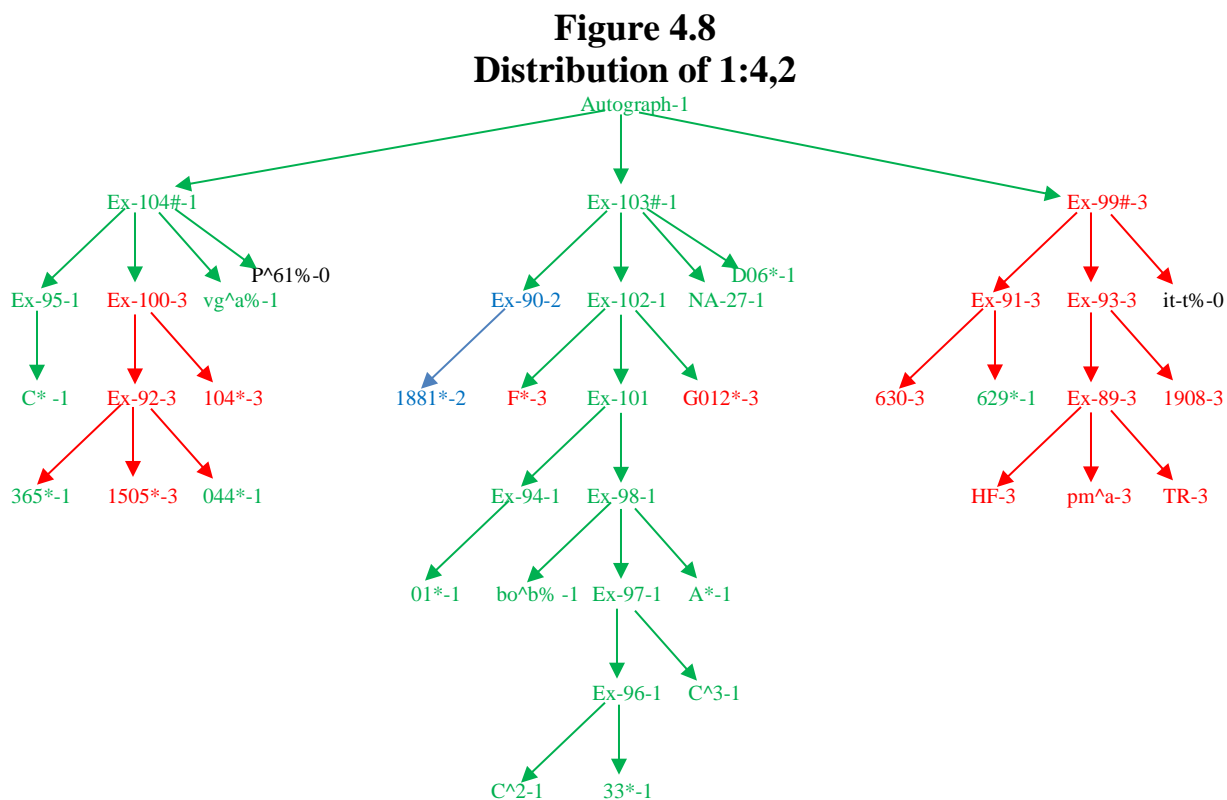 Figure 4.8
Distribution of 1:4,2
Autograph-1
Ex-104#-1 Ex-103#-1 Ex-99#-3
P^61%-0 D06*-1
Ex-95-1 Ex-100-3 vg^a%-1 Ex-90-2 Ex-102-1 NA-27-1 Ex-91-3 Ex-93-3 it-t%-0
C* -1 Ex-92-3 104*-3 1881*-2 F*-3 Ex-101 G012*-3 630-3 629*-1 Ex-89-3 1908-3
365*-1 1505*-3 044*-1 Ex-94-1 Ex-98-1 HF-3 pm^a-3 TR-3
01*-1 bo^b% -1 Ex-97-1 A*-1
Ex-96-1 C^3-1
C^2-1 33*-1